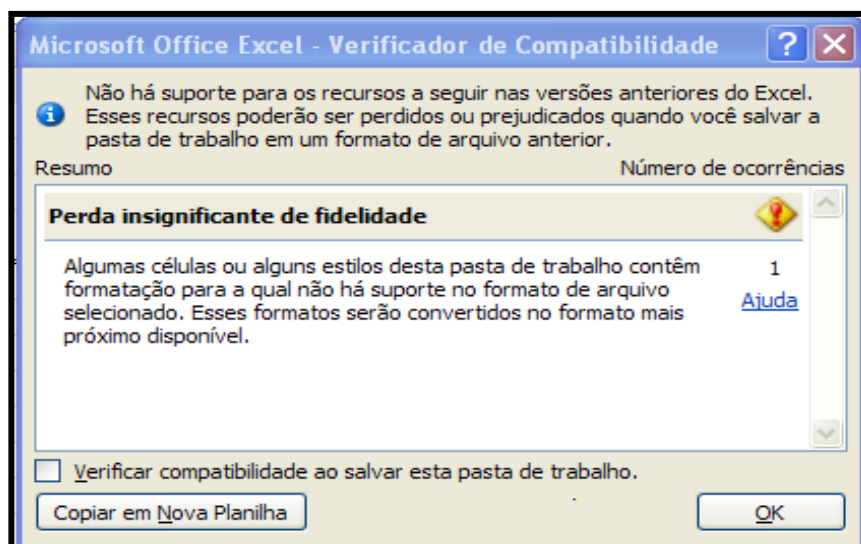 Microsoft Office Excel - Verificador de Compatibilidade
Não há suporte para os recursos a seguir nas versões anteriores do Excel.
Esses recursos poderão ser perdidos ou prejudicados quando você salvar a
pasta de trabalho em um formato de arquivo anterior.
Resumo Número de ocorrências
Perda insignificante de fidelidade
Algumas células ou alguns estilos desta pasta de trabalho contêm 1
formatação para a qual não há suporte no formato de arquivo Ajuda
selecionado. Esses formatos serão convertidos no formato mais
próximo disponível.
Verificar compatibilidade ao salvar esta pasta de trabalho.
Copiar em Nova Planilha OK